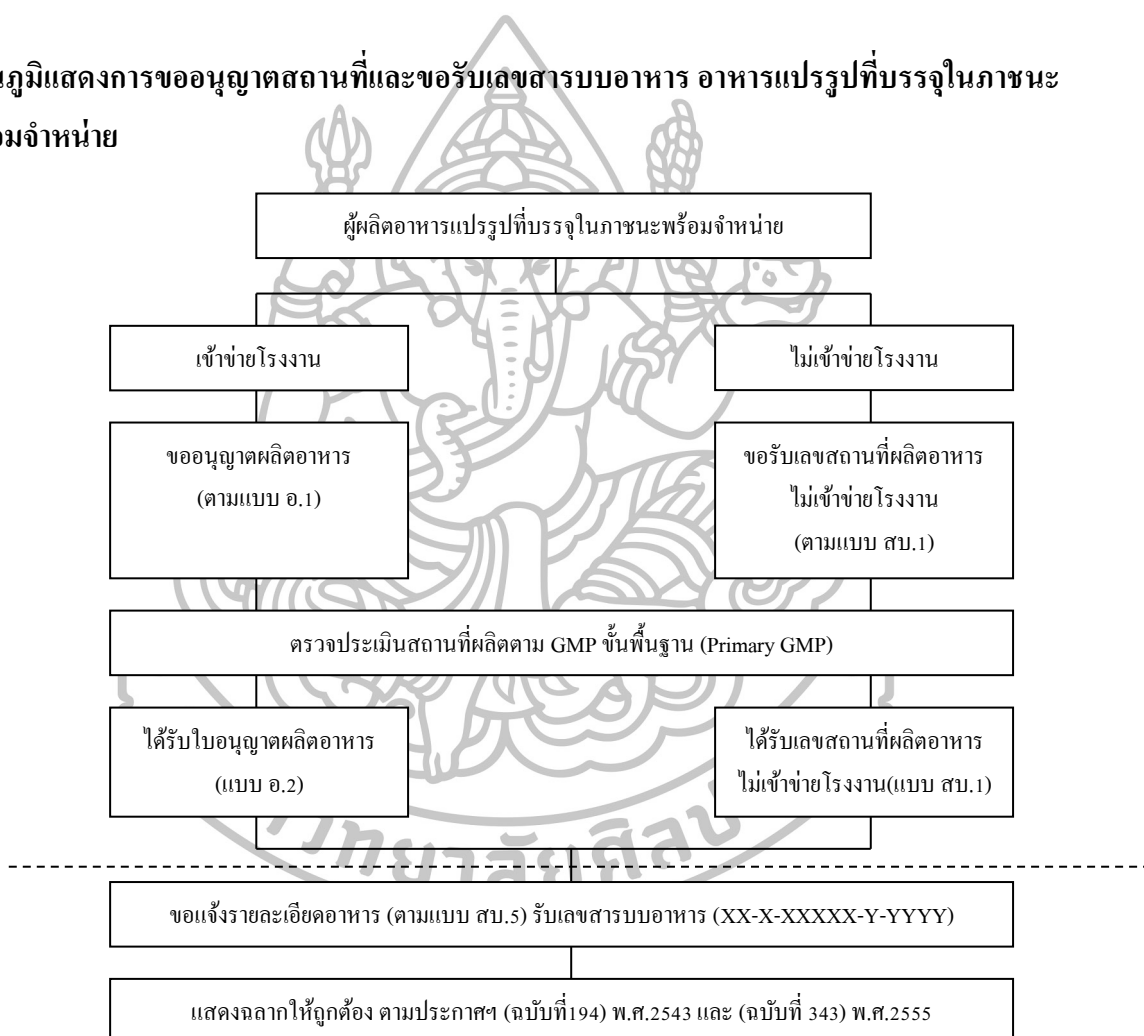 นภูมิแสดงการขออนุญาตสถานที่และขอรับเลขสารบบอาหาร อาหารแปรรูปที่บรรจุในภาชนะ
อมจำหน่าย
ผู้ผลิตอาหารแปรรูปที่บรรจุในภาชนะพร้อมจำหน่าย
เข้าข่ายโรงงาน
ไม่เข้าข่ายโรงงาน
ขออนุญาตผลิตอาหาร
(ตามแบบ อ.1)
ขอรับเลขสถานที่ผลิตอาหาร
ไม่เข้าข่ายโรงงาน
(ตามแบบ สบ.1)
ตรวจประเมินสถานที่ผลิตตาม GMP ขั้นพื้นฐาน (Primary GMP)
ได้รับใบอนุญาตผลิตอาหาร
(แบบ อ.2)
ได้รับเลขสถานที่ผลิตอาหาร
ไม่เข้าข่ายโรงงาน(แบบ สบ.1)
วิทยาลัยศิลป
ขอแจ้งรายละเอียดอาหาร (ตามแบบ สบ.5) รับเลขสารบบอาหาร (XX-X-XXXXX-Y-YYYY)
แสดงฉลากให้ถูกต้อง ตามประกาศฯ (ฉบับที่194) พ.ศ.2543 และ (ฉบับที่ 343) พ.ศ.2555